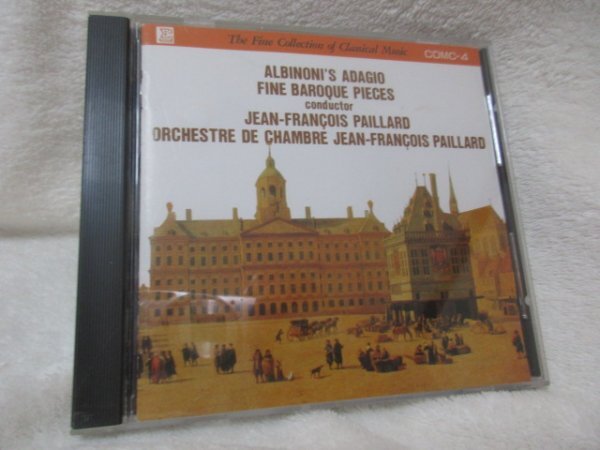 The Fine Collection of Classical Music
CDMC-4
ALBINONI'S ADAGIO
FINE BAROQUE PIECES
conductor
JEAN-FRANÇOIS PAILLARD
ORCHESTRE DE CHAMBRE JEAN-FRANÇOIS PAILLARD